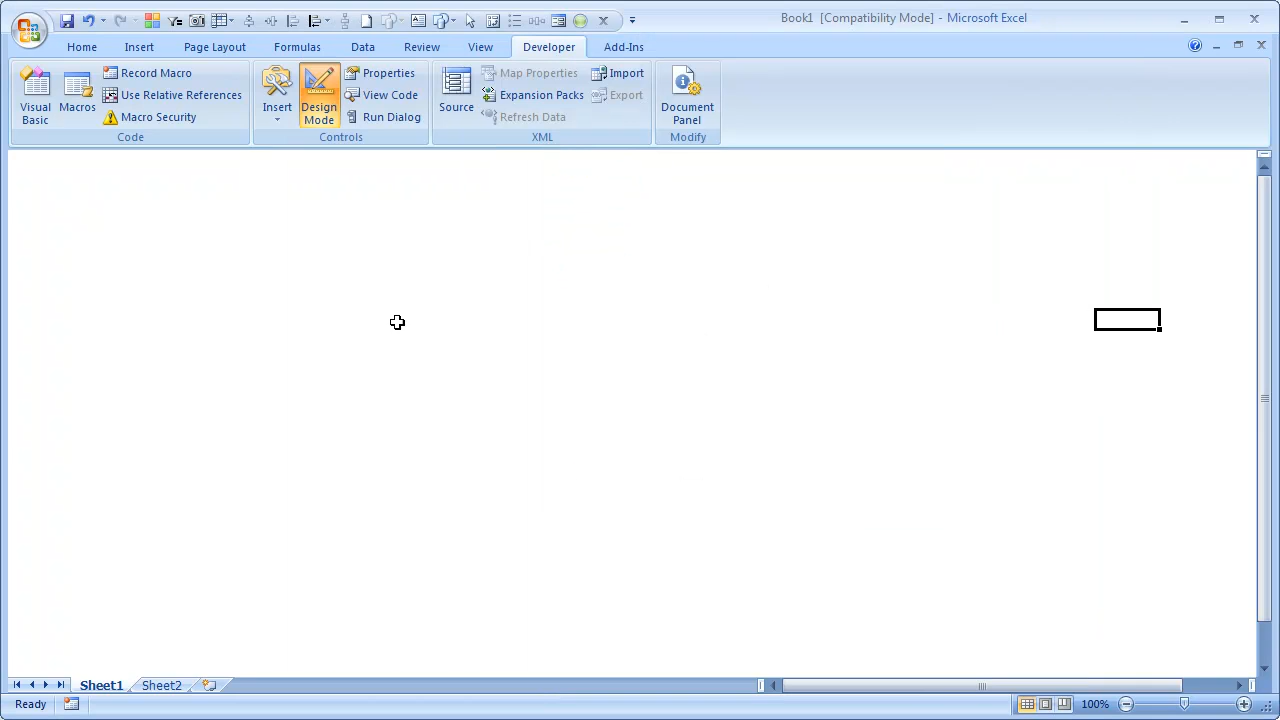 Book1 [Compatibility Mode] - Microsoft Excel
Home Insert Page Layout Formulas Data Review View Developer Add-Ins
Visual Basic
Macros
Record Macro
Use Relative References
Macro Security
Code
Insert
Design Mode
Properties
View Code
Run Dialog
Controls
Source
Map Properties
Expansion Packs
Refresh Data
Import
Export
XML
Document Panel
Modify
Sheet1 Sheet2
Ready
100%